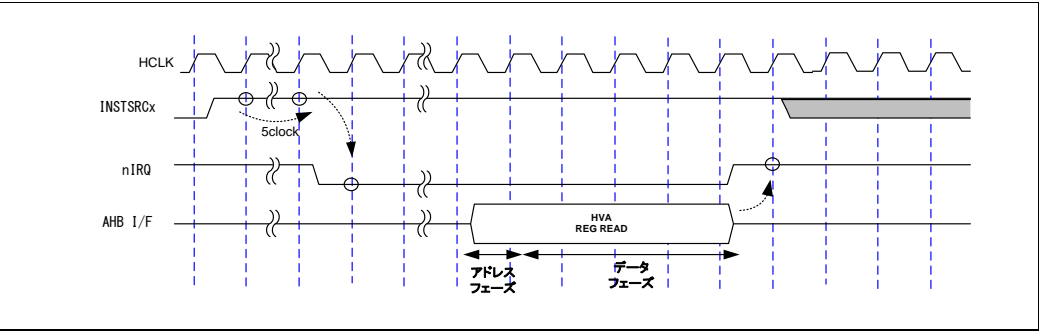 HCLK
INSTSRCx
5clock
nIRQ
AHB I/F
HVA
REG READ
アドレス
フェーズ
データ
フェーズ